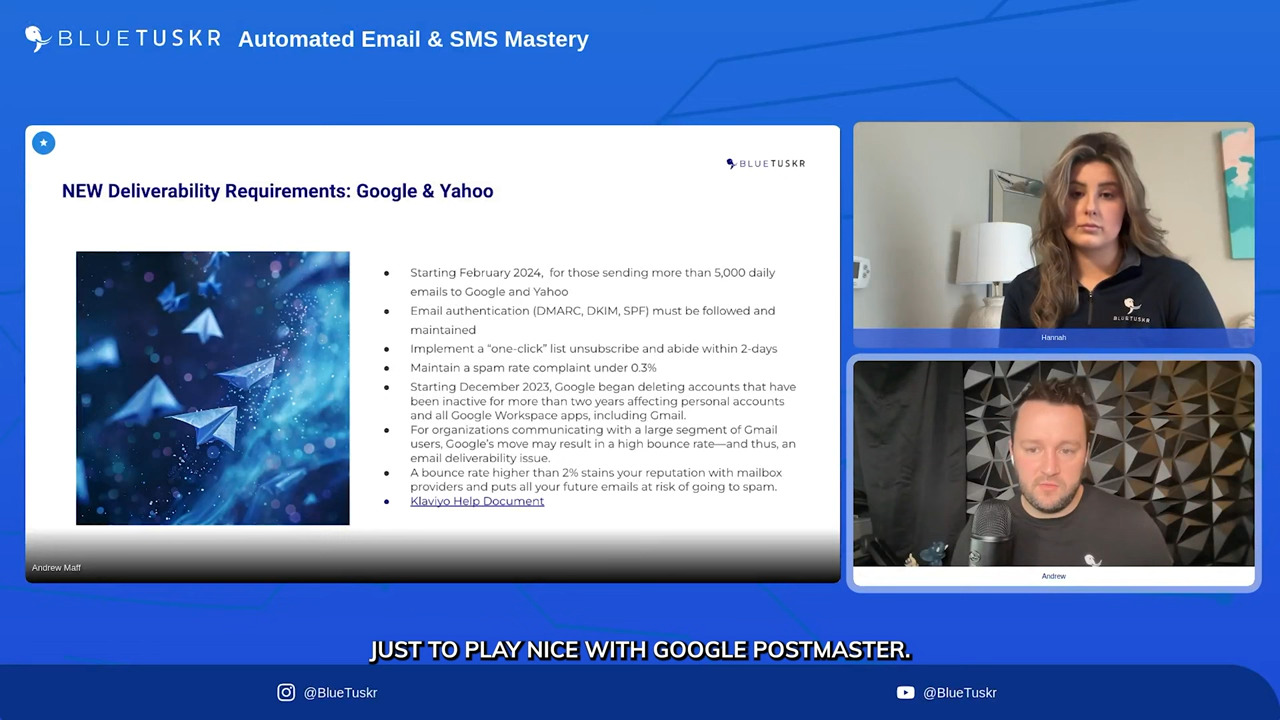 BLUETUSKR Automated Email & SMS Mastery
BLUETUSKR
NEW Deliverability Requirements: Google & Yahoo
• Starting February 2024, for those sending more than 5,000 daily
emails to Google and Yahoo
• Email authentication (DMARC, DKIM, SPF) must be followed and
maintained
• Implement a “one-click” list unsubscribe and abide within 2-days
• Maintain a spam rate complaint under 0.3%
• Starting December 2023, Google began deleting accounts that have
been inactive for more than two years affecting personal accounts
and all Google Workspace apps, including Gmail.
• For organizations communicating with a large segment of Gmail
users, Google’s move may result in a high bounce rate—and thus, an
email deliverability issue.
• A bounce rate higher than 2% stains your reputation with mailbox
providers and puts all your future emails at risk of going to spam.
• Klaviyo Help Document
Andrew Maff
BLUETUSKR
Hannah
Andrew
JUST TO PLAY NICE WITH GOOGLE POSTMASTER.
@BlueTuskr
@BlueTuskr